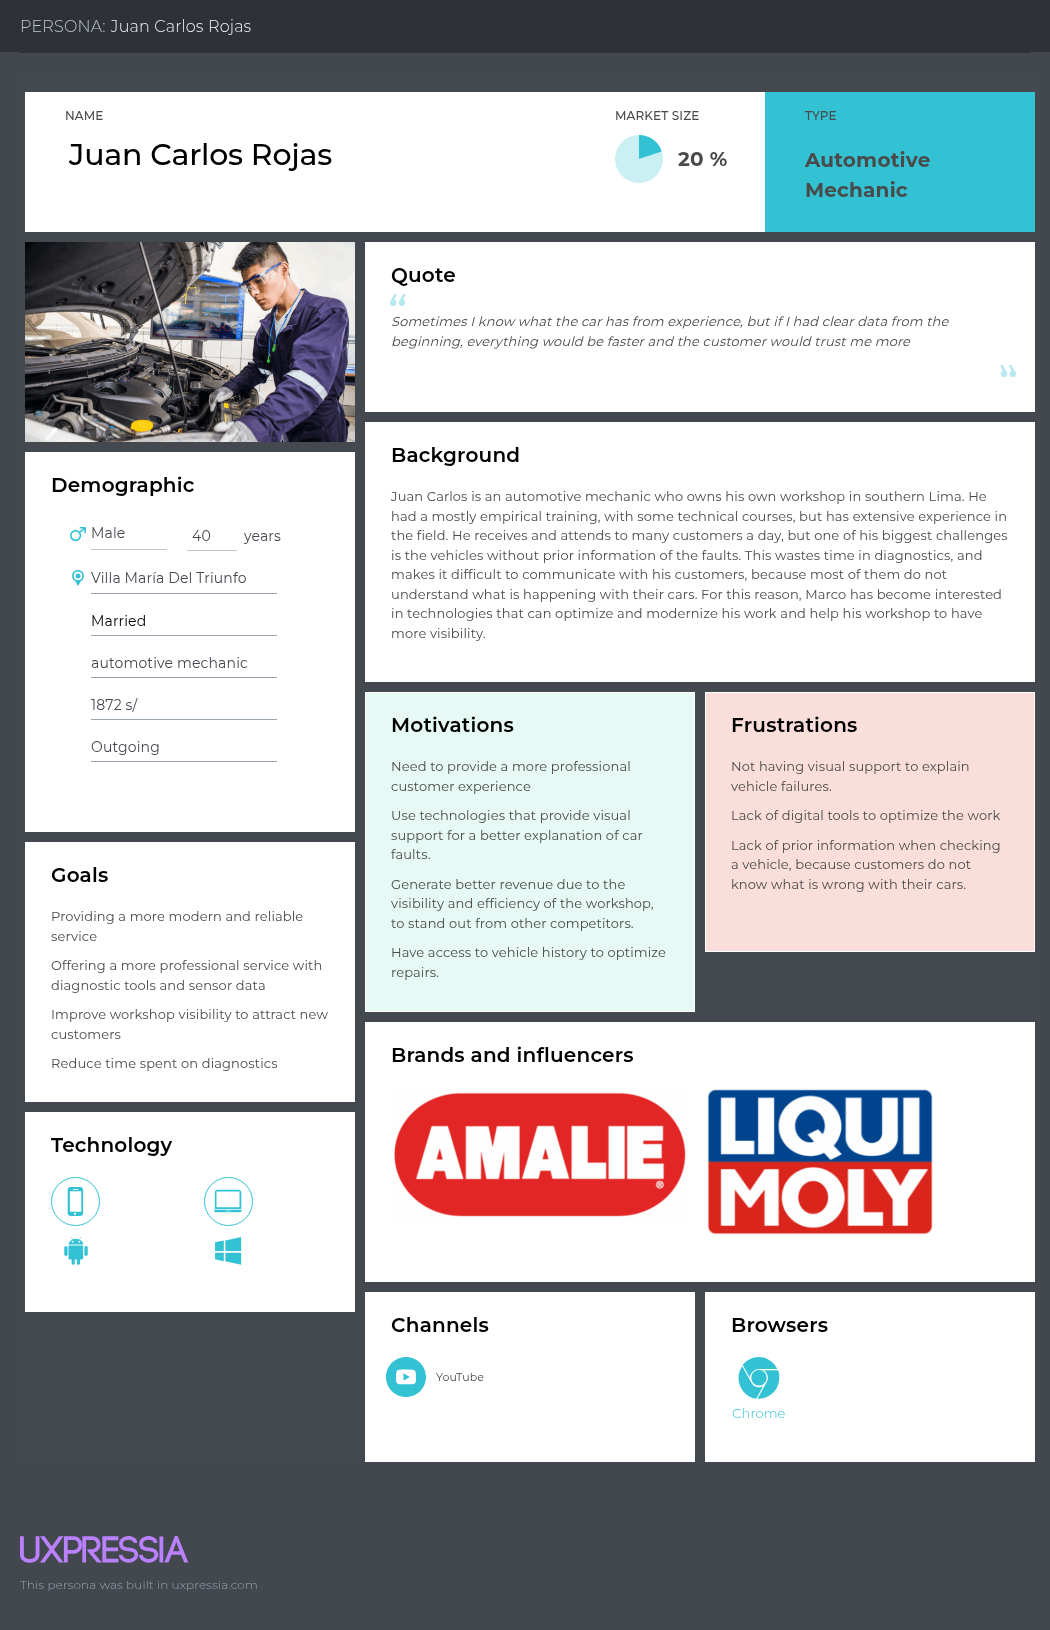 PERSONA: Juan Carlos Rojas
NAME
Juan Carlos Rojas
MARKET SIZE
20 %
TYPE
Automotive
Mechanic
Quote
“
Sometimes I know what the car has from experience, but if I had clear data from the
beginning, everything would be faster and the customer would trust me more
”
Background
Juan Carlos is an automotive mechanic who owns his own workshop in southern Lima. He
had a mostly empirical training, with some technical courses, but has extensive experience in
the field. He receives and attends to many customers a day, but one of his biggest challenges
is the vehicles without prior information of the faults. This wastes time in diagnostics, and
makes it difficult to communicate with his customers, because most of them do not
understand what is happening with their cars. For this reason, Marco has become interested
in technologies that can optimize and modernize his work and help his workshop to have
more visibility.
Demographic
Male
40 years
Villa María Del Triunfo
Married
automotive mechanic
1872 s/
Outgoing
Goals
Providing a more modern and reliable
service
Offering a more professional service with
diagnostic tools and sensor data
Improve workshop visibility to attract new
customers
Reduce time spent on diagnostics
Technology
Motivations
Need to provide a more professional
customer experience
Use technologies that provide visual
support for a better explanation of car
faults.
Generate better revenue due to the
visibility and efficiency of the workshop,
to stand out from other competitors.
Have access to vehicle history to optimize
repairs.
Frustrations
Not having visual support to explain
vehicle failures.
Lack of digital tools to optimize the work
Lack of prior information when checking
a vehicle, because customers do not
know what is wrong with their cars.
Brands and influencers
AMALIE®
LIQUI
MOLY
Channels
YouTube
Browsers
Chrome
UXPRESSIA
This persona was built in uxpressia.com